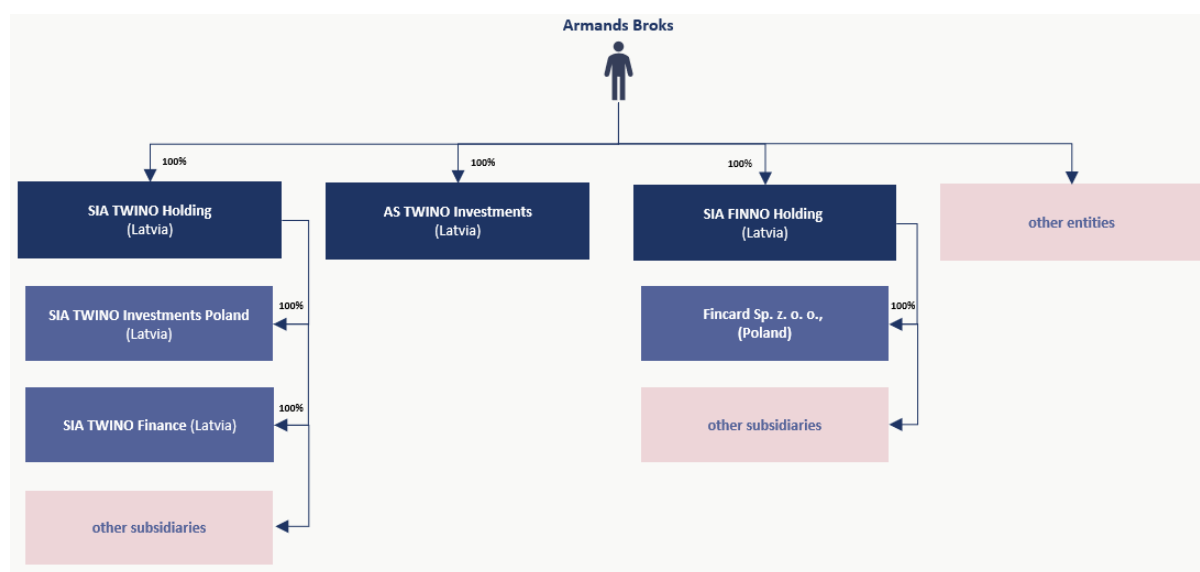 Armands Broks
100%
100%
100%
SIA TWINO Holding
(Latvia)
AS TWINO Investments
(Latvia)
SIA FINNO Holding
(Latvia)
other entities
100%
SIA TWINO Investments Poland
(Latvia)
100%
Fincard Sp. z. o. o.,
(Poland)
100%
SIA TWINO Finance (Latvia)
other subsidiaries
other subsidiaries